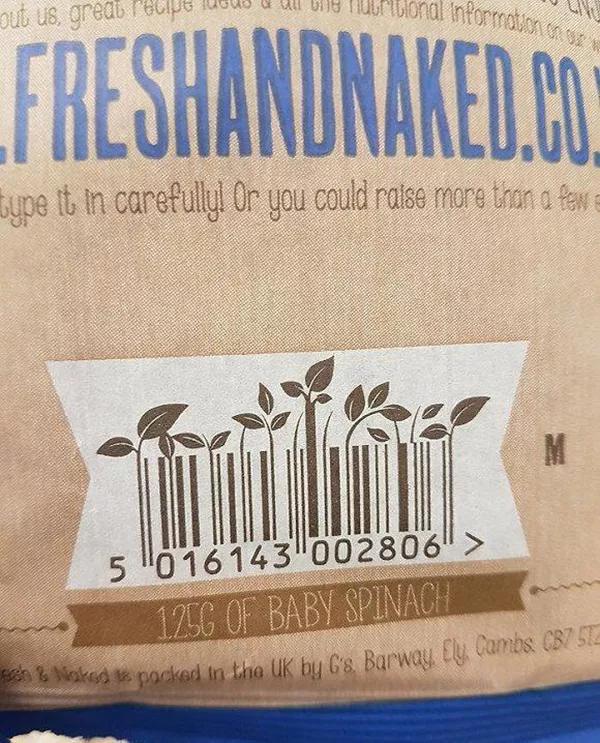 out us, great recipe ideas & all the nutritional information on our
.FRESHANDNAKED.CO.
type it in carefully! Or you could raise more than a few
M
5 016143 002806 >
125G OF BABY SPINACH
& Naked is packed in the UK by G's, Barway, Ely, Cambs. CB7